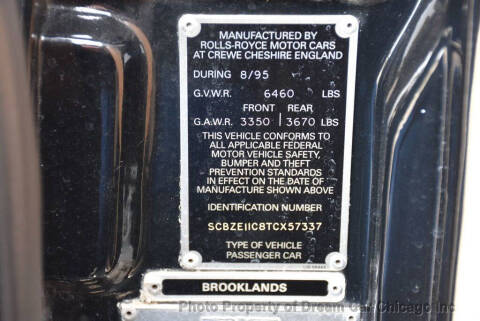 MANUFACTURED BY
ROLLS-ROYCE MOTOR CARS
AT CREWE CHESHIRE ENGLAND
DURING 8/95
G.V.W.R. 6460 LBS
FRONT REAR
G.A.W.R. 3350 3670 LBS
THIS VEHICLE CONFORMS TO
ALL APPLICABLE FEDERAL
MOTOR VEHICLE SAFETY,
BUMPER AND THEFT
PREVENTION STANDARDS
IN EFFECT ON THE DATE OF
MANUFACTURE SHOWN ABOVE
IDENTIFICATION NUMBER
SCBZE11C8TCX57337
TYPE OF VEHICLE
PASSENGER CAR
BROOKLANDS
Photo Property of Dream Car Chicago Inc